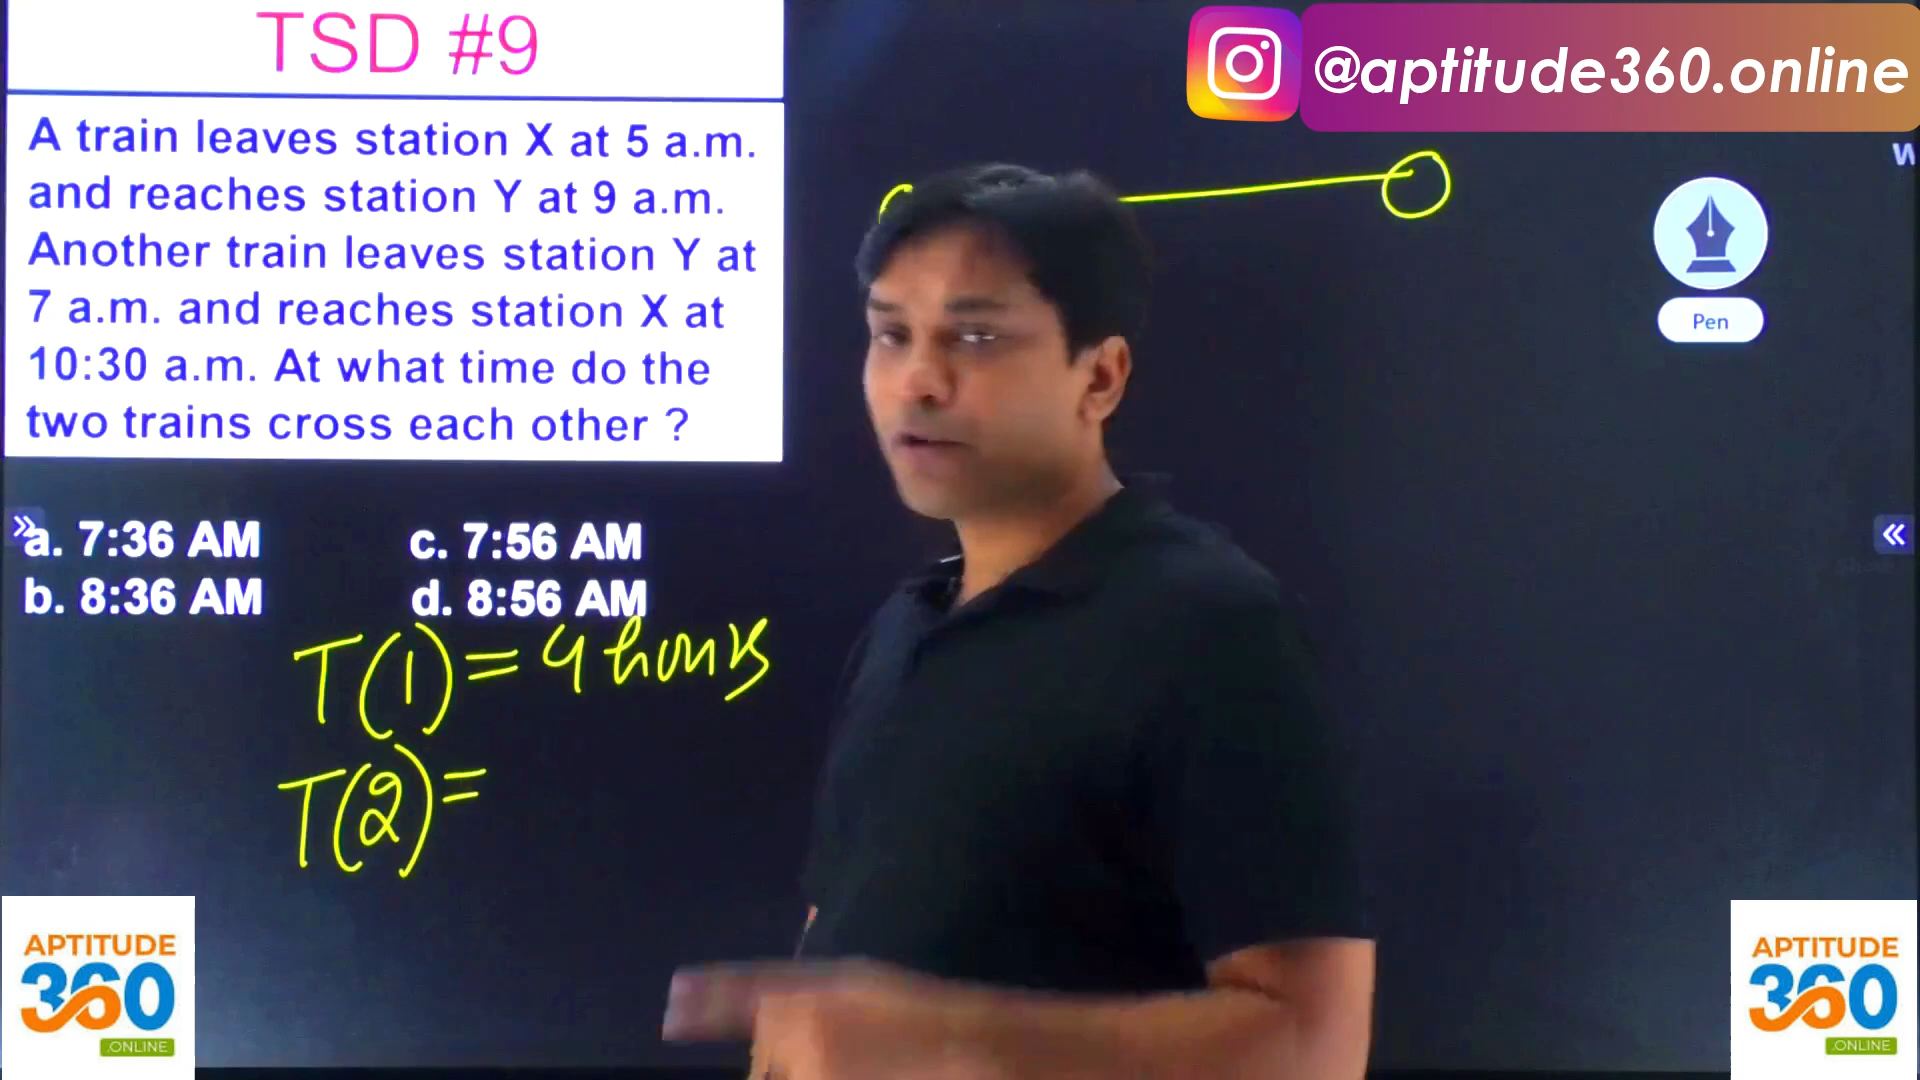 TSD #9
@aptitude360.online
A train leaves station X at 5 a.m.
and reaches station Y at 9 a.m.
Another train leaves station Y at
7 a.m. and reaches station X at
10:30 a.m. At what time do the
two trains cross each other ?
W
Pen
a. 7:36 AM
c. 7:56 AM
b. 8:36 AM
d. 8:56 AM
T(1) = 4 hours
T(2) =
APTITUDE
360
.ONLINE
APTITUDE
360
.ONLINE